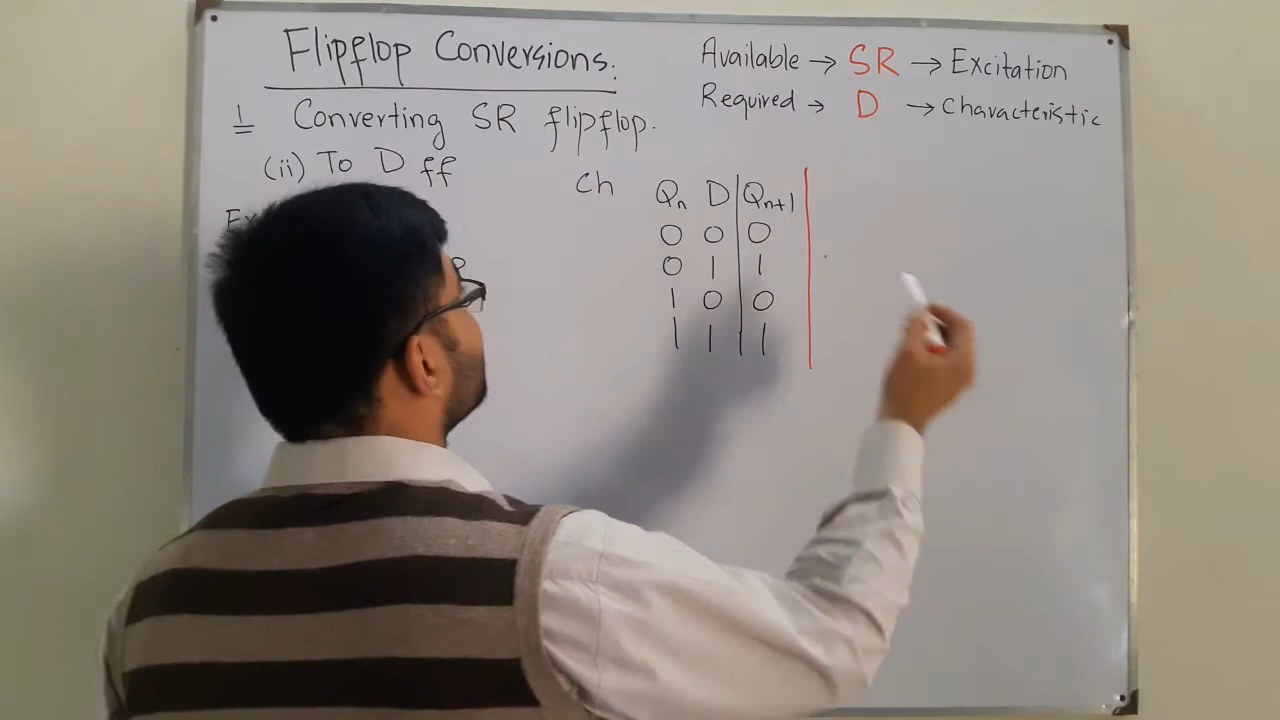 Flipflop Conversions.
Available → SR → Excitation
Required → D → Characteristic
1 Converting SR flipflop.
(ii) To D ff
Ch
Qn D Qn+1
0 0 0
0 1 1
1 0 0
1 1 1